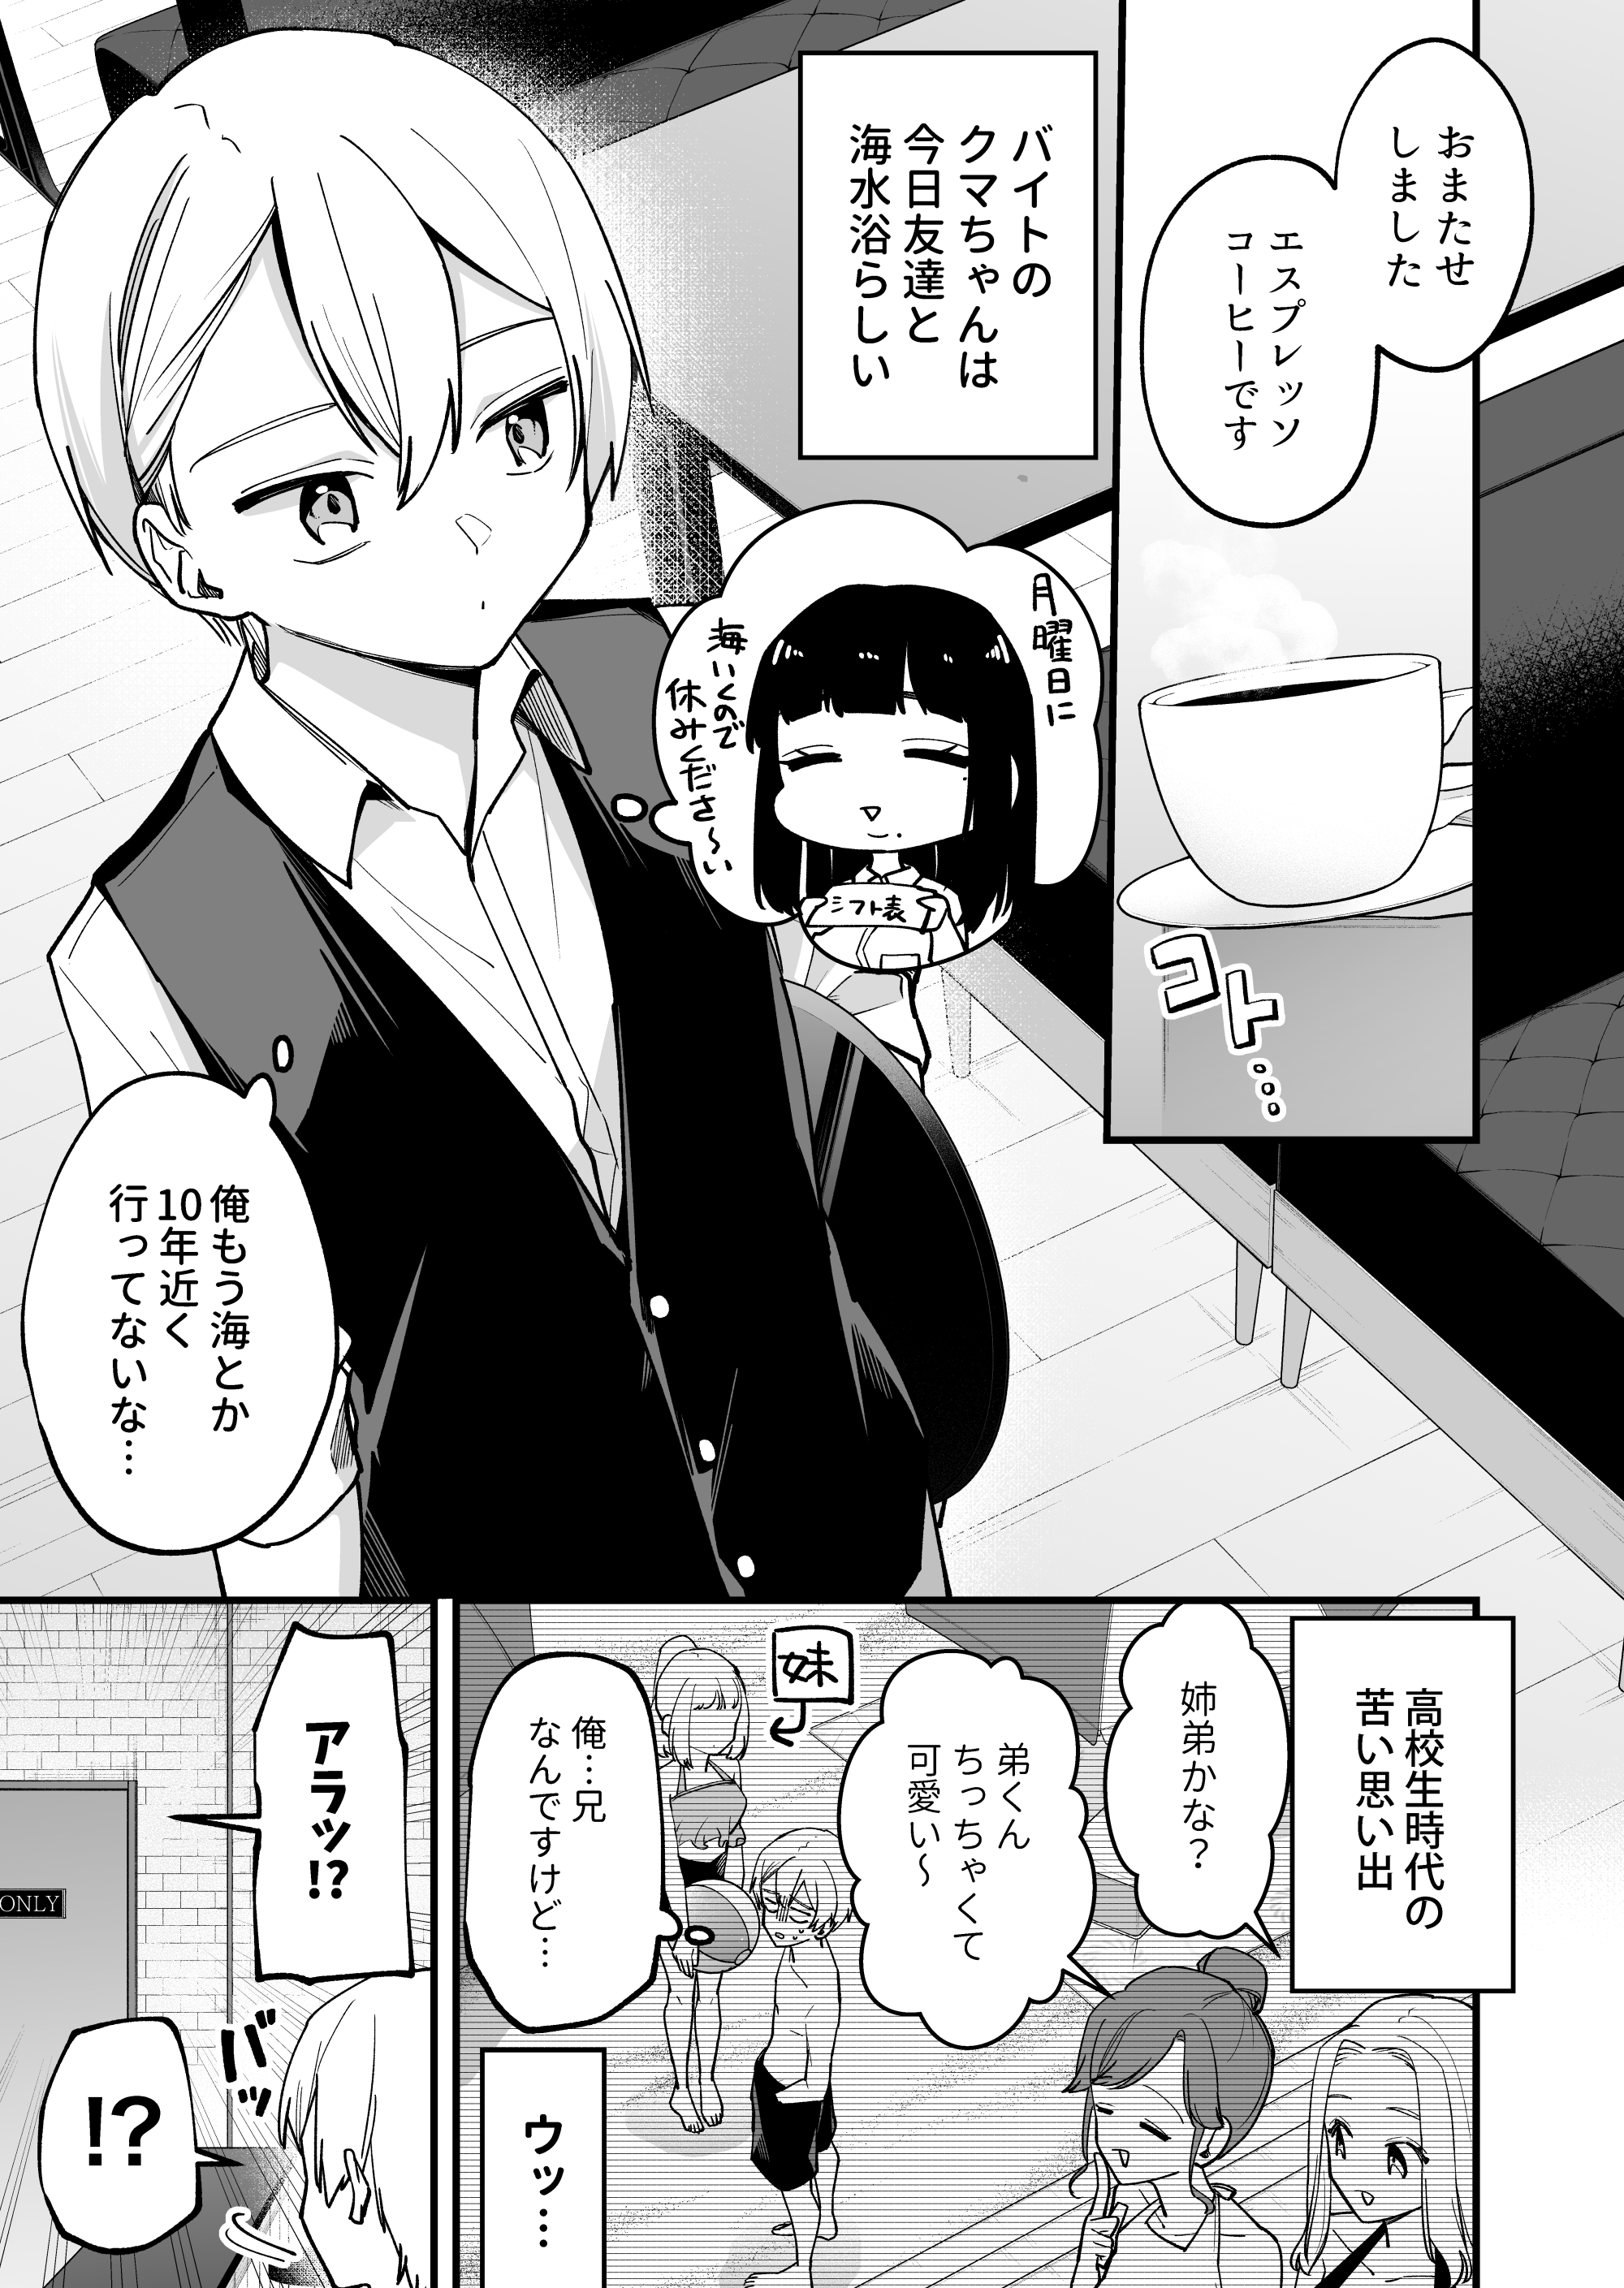 おまたせ
しました
エスプレッソ
コーヒーです
コト…
バイトの
クマちゃんは
今日友達と
海水浴らしい
月曜日に
海いくので
休みくださ〜い
シフト表
俺もう海とか
10年近く
行ってないな…
高校生時代の
苦い思い出
姉弟かな？
弟くん
ちっちゃくて
可愛い〜
妹
俺…兄
なんですけど…
ウッ…
アラッ!?
バッ
!?
ONLY